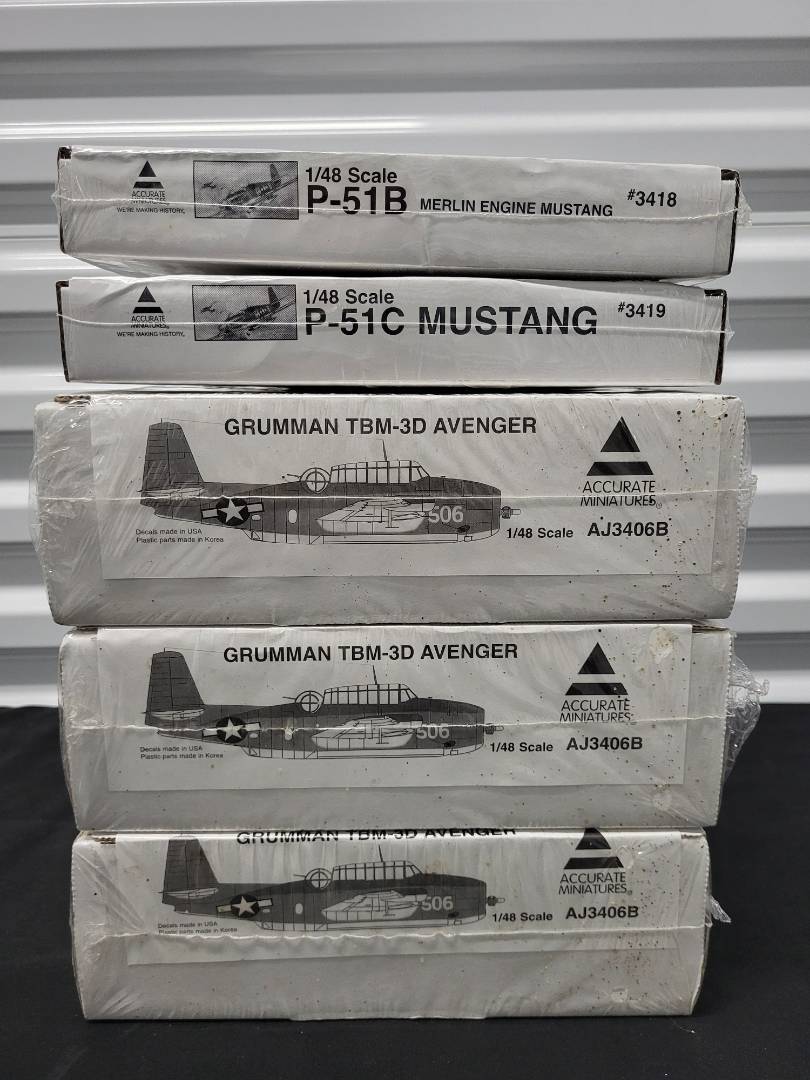 ACCURATE
MINIATURES
WE'RE MAKING HISTORY.
1/48 Scale
P-51B MERLIN ENGINE MUSTANG #3418
ACCURATE
MINIATURES
WE'RE MAKING HISTORY.
1/48 Scale
P-51C MUSTANG #3419
GRUMMAN TBM-3D AVENGER
506
ACCURATE
MINIATURES®
Decals made in USA
Plastic parts made in Korea
1/48 Scale AJ3406B
GRUMMAN TBM-3D AVENGER
506
ACCURATE
MINIATURES
Decals made in USA
Plastic parts made in Korea
1/48 Scale AJ3406B
GRUMMAN TBM-3D AVENGER
506
ACCURATE
MINIATURES®
Decals made in USA
Plastic parts made in Korea
1/48 Scale AJ3406B